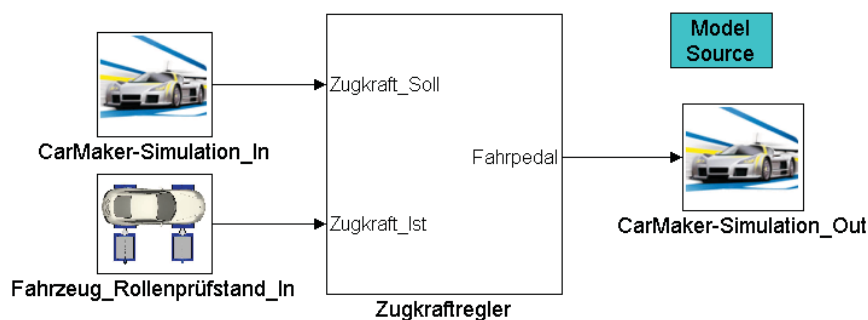 Model
Source
Zugkraft_Soll
CarMaker-Simulation_In
Fahrpedal
Zugkraft_Ist
CarMaker-Simulation_Out
Fahrzeug_Rollenprüfstand_In
Zugkraftregler